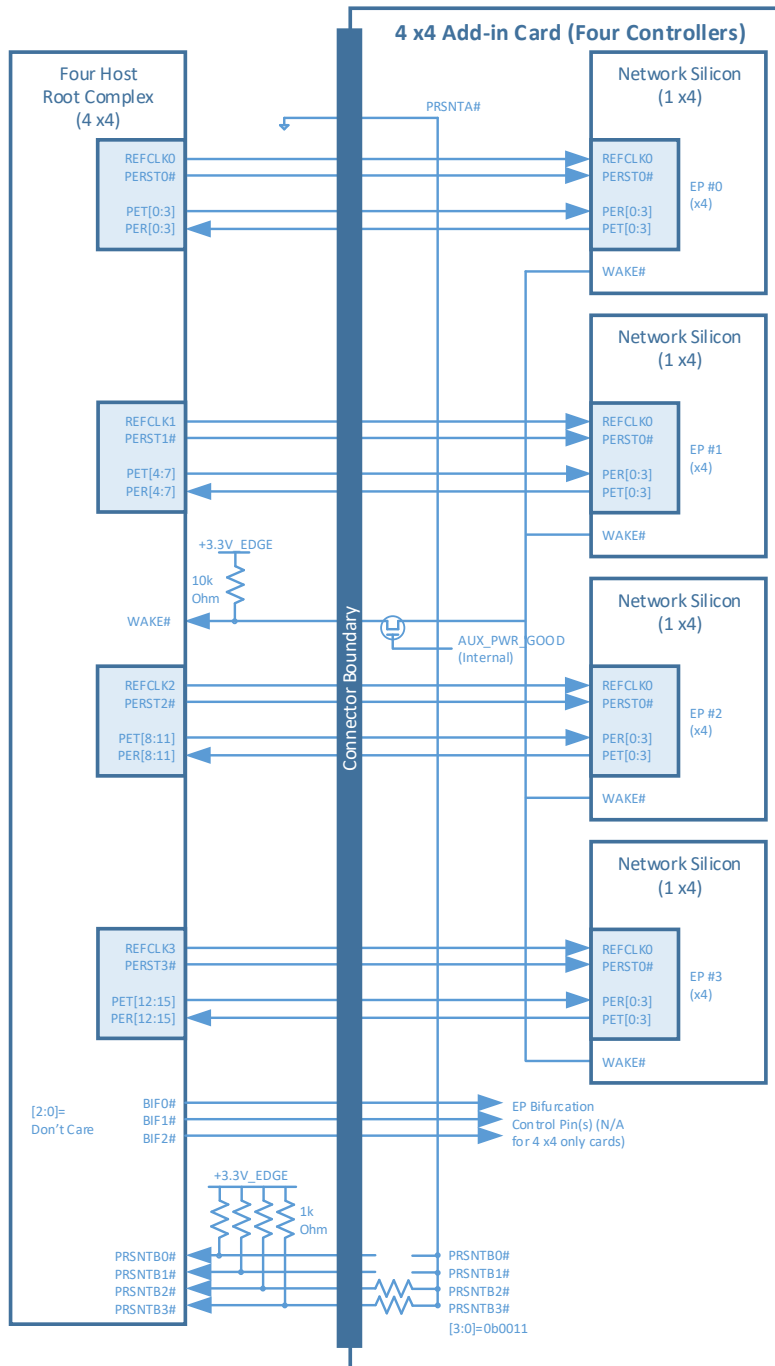 4 x4 Add-in Card (Four Controllers)
Four Host
Root Complex
(4 x4)
Network Silicon
(1 x4)
PRSNTA#
REFCLK0
PERST0#
PET[0:3]
PER[0:3]
REFCLK0
PERST0#
PER[0:3]
PET[0:3]
EP #0
(x4)
WAKE#
Network Silicon
(1 x4)
REFCLK1
PERST1#
PET[4:7]
PER[4:7]
REFCLK0
PERST0#
PER[0:3]
PET[0:3]
EP #1
(x4)
WAKE#
+3.3V_EDGE
10k
Ohm
WAKE#
Connector Boundary
AUX_PWR_GOOD
(Internal)
Network Silicon
(1 x4)
REFCLK2
PERST2#
PET[8:11]
PER[8:11]
REFCLK0
PERST0#
PER[0:3]
PET[0:3]
EP #2
(x4)
WAKE#
Network Silicon
(1 x4)
REFCLK3
PERST3#
PET[12:15]
PER[12:15]
REFCLK0
PERST0#
PER[0:3]
PET[0:3]
EP #3
(x4)
WAKE#
[2:0]=
Don't Care
BIF0#
BIF1#
BIF2#
EP Bifurcation
Control Pin(s) (N/A
for 4 x4 only cards)
+3.3V_EDGE
1k
Ohm
PRSNTB0#
PRSNTB1#
PRSNTB2#
PRSNTB3#
PRSNTB0#
PRSNTB1#
PRSNTB2#
PRSNTB3#
[3:0]=0b0011